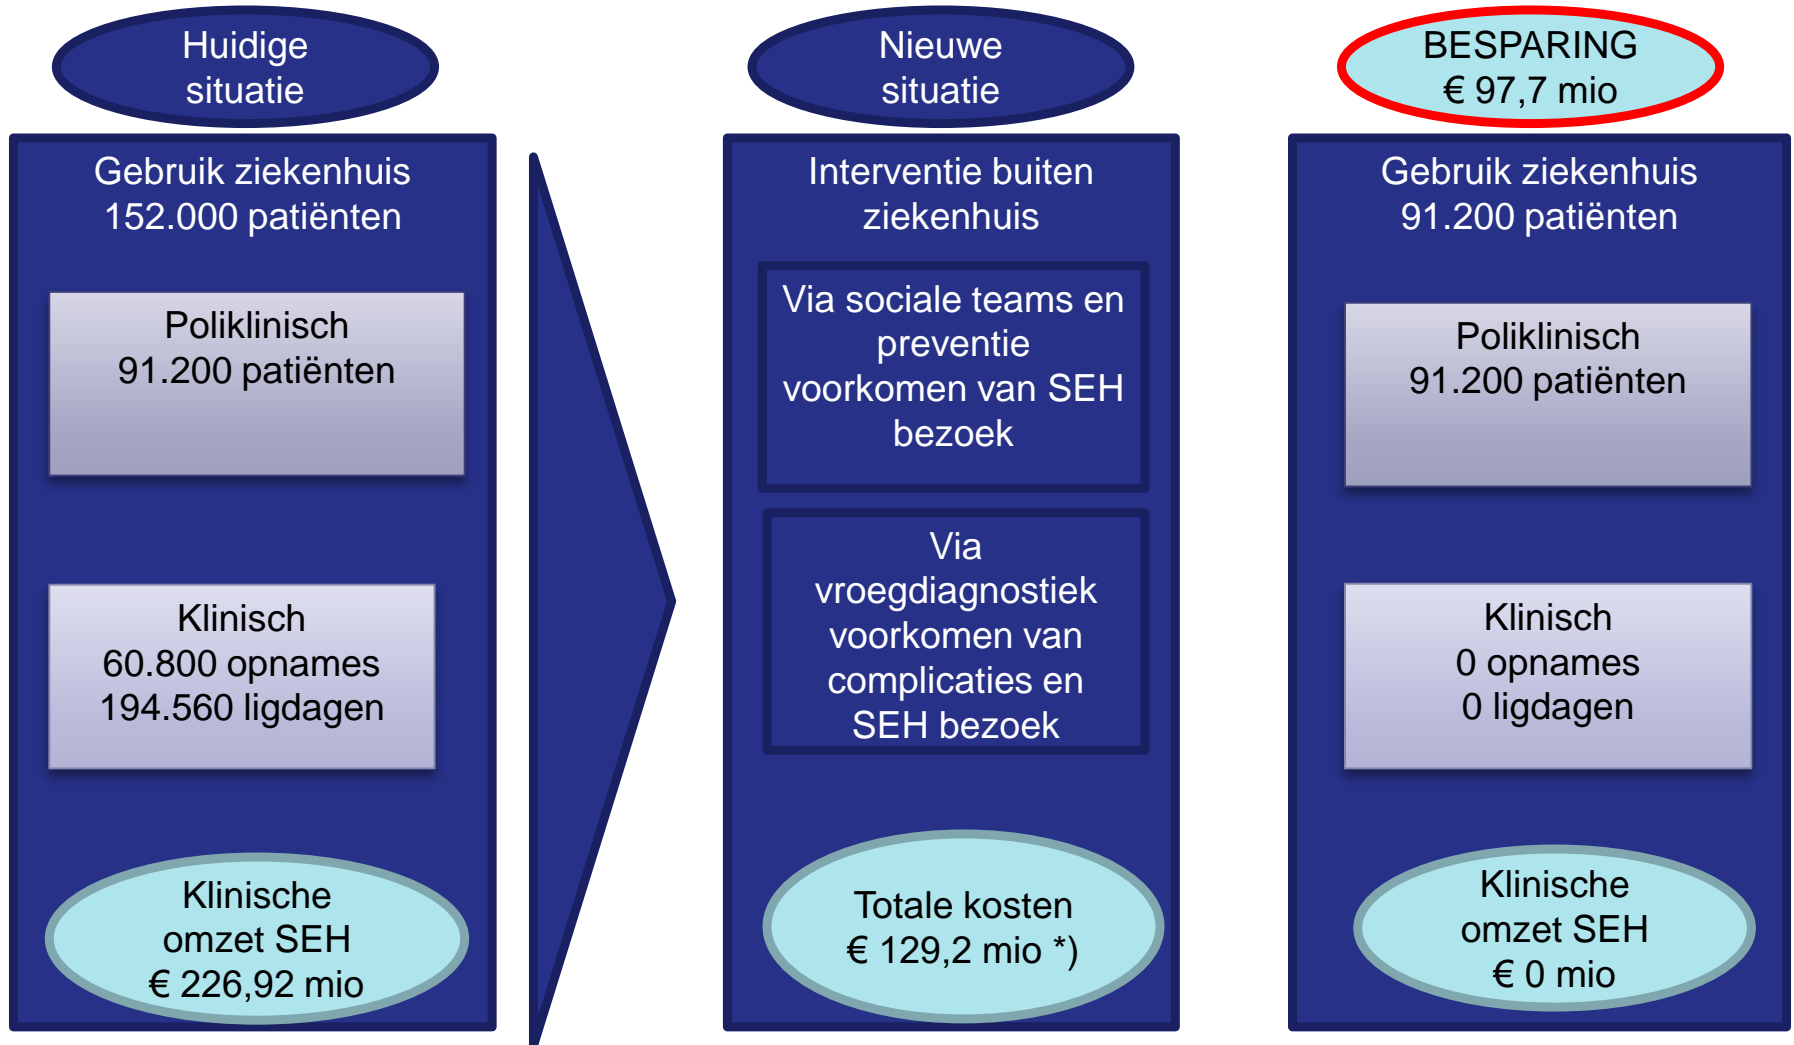 Huidige
situatie
Gebruik ziekenhuis
152.000 patiënten
Poliklinisch
91.200 patiënten
Klinisch
60.800 opnames
194.560 ligdagen
Klinische
omzet SEH
€ 226,92 mio
Nieuwe
situatie
Interventie buiten
ziekenhuis
Via sociale teams en
preventie
voorkomen van SEH
bezoek
Via
vroegdiagnostiek
voorkomen van
complicaties en
SEH bezoek
Totale kosten
€ 129,2 mio *)
BESPARING
€ 97,7 mio
Gebruik ziekenhuis
91.200 patiënten
Poliklinisch
91.200 patiënten
Klinisch
0 opnames
0 ligdagen
Klinische
omzet SEH
€ 0 mio